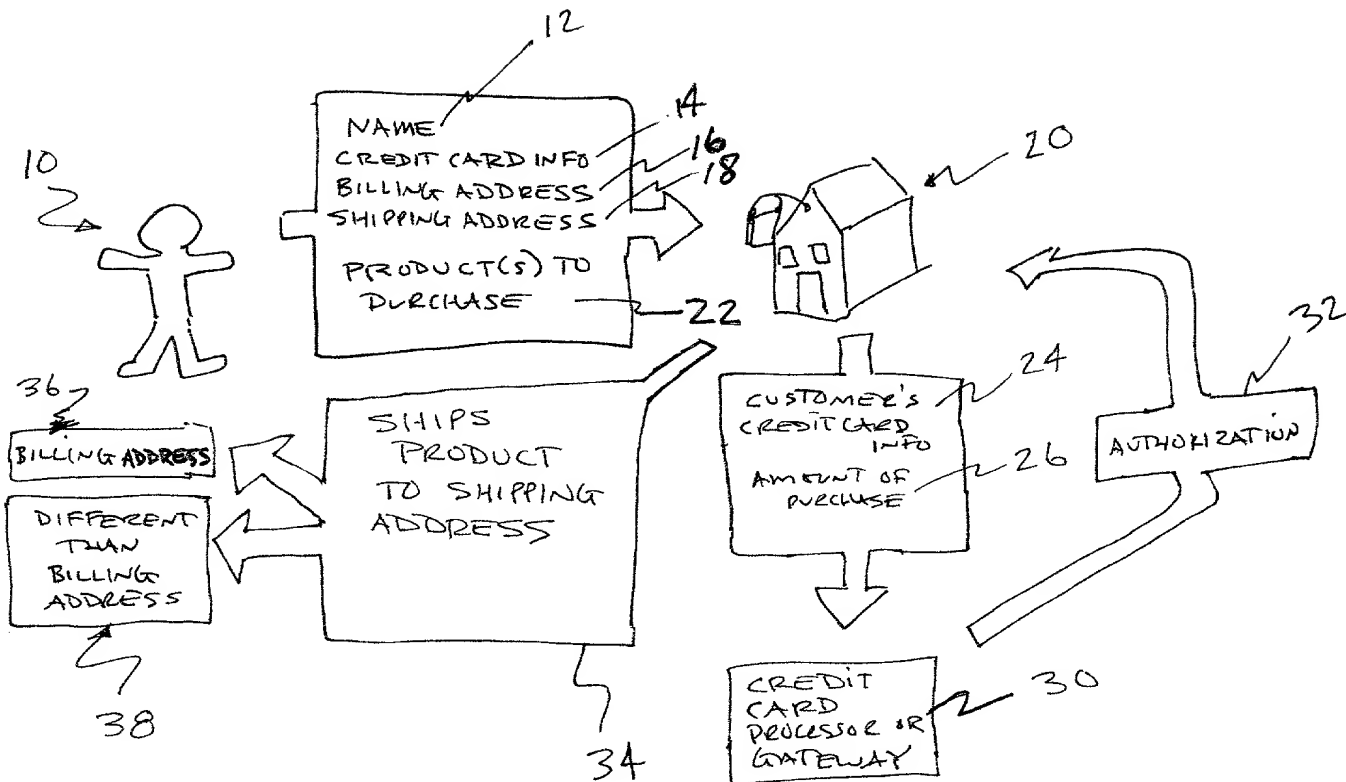 12
NAME
14
CREDIT CARD INFO
16
BILLING ADDRESS
18
SHIPPING ADDRESS
PRODUCT(S) TO
PURCHASE
22
10
20
24
CUSTOMER'S
CREDIT CARD
INFO
26
AMOUNT OF
PURCHASE
32
AUTHORIZATION
36
BILLING ADDRESS
DIFFERENT
THAN
BILLING
ADDRESS
38
SHIPS
PRODUCT
TO SHIPPING
ADDRESS
34
CREDIT
CARD
PROCESSOR OR
GATEWAY
30